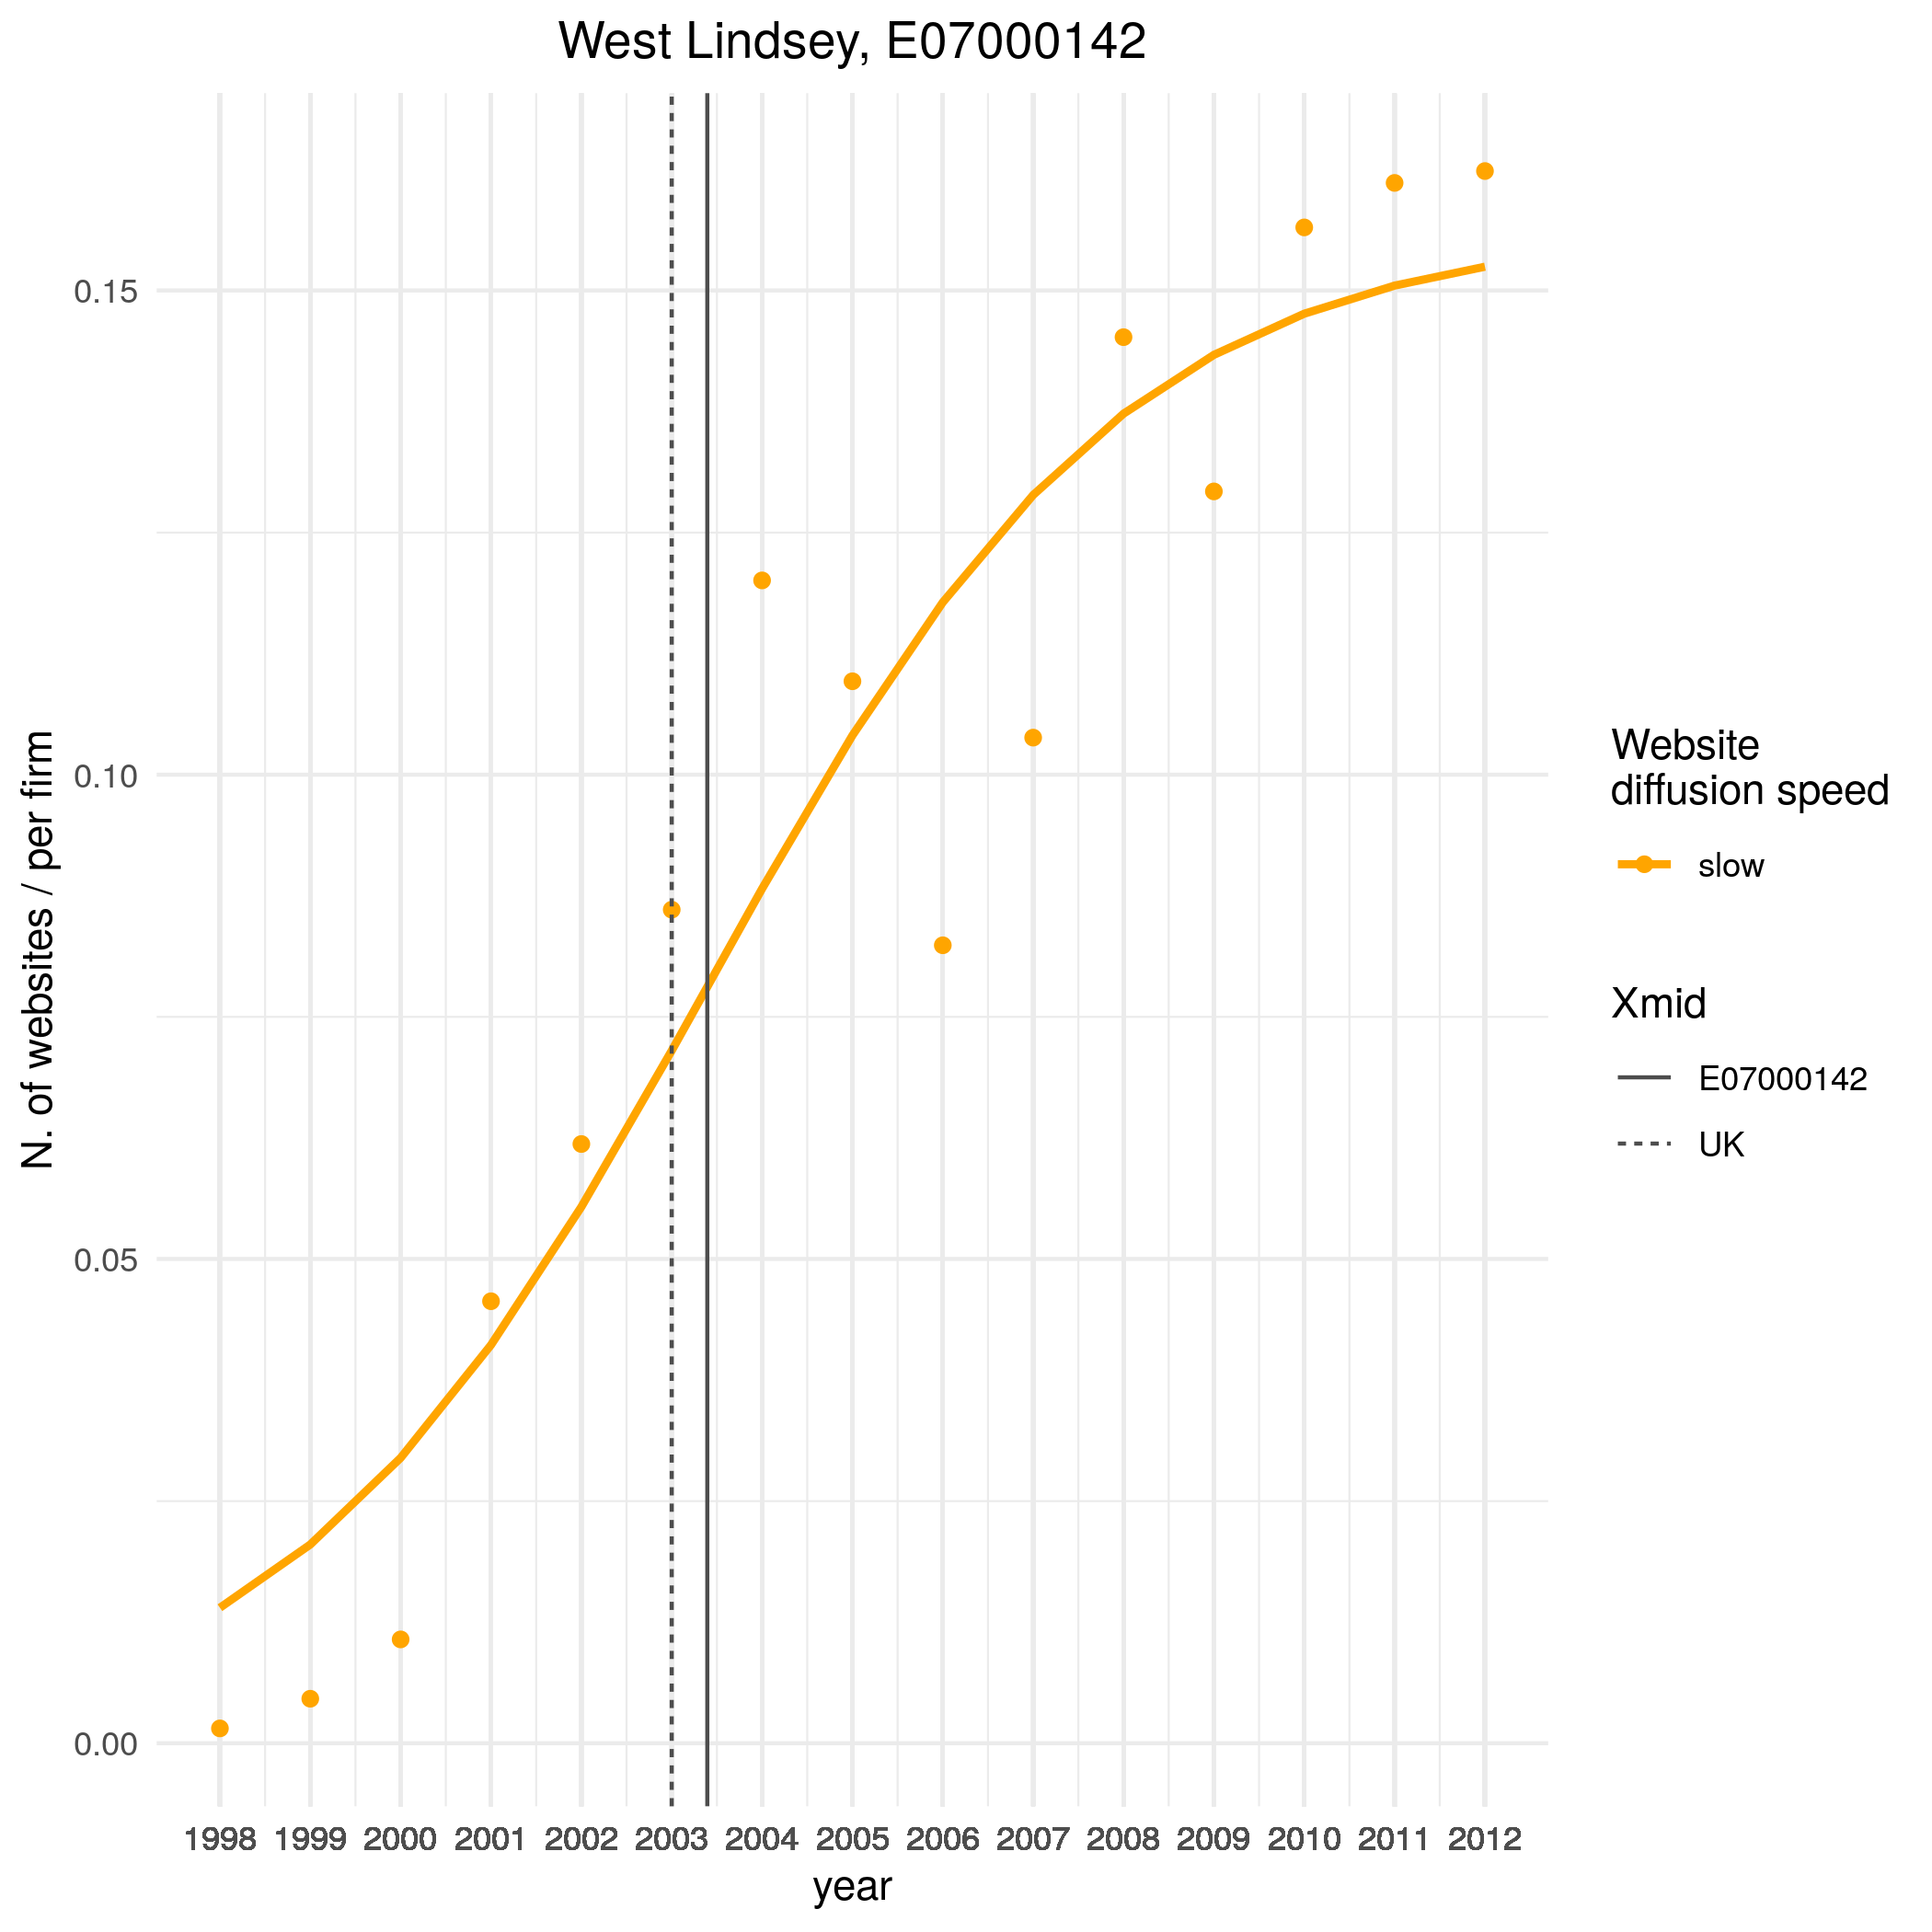 West Lindsey, E07000142
N. of websites / per firm
0.15
0.10
0.05
0.00
1998 1999 2000 2001 2002 2003 2004 2005 2006 2007 2008 2009 2010 2011 2012
year
Website
diffusion speed
slow
Xmid
E07000142
UK